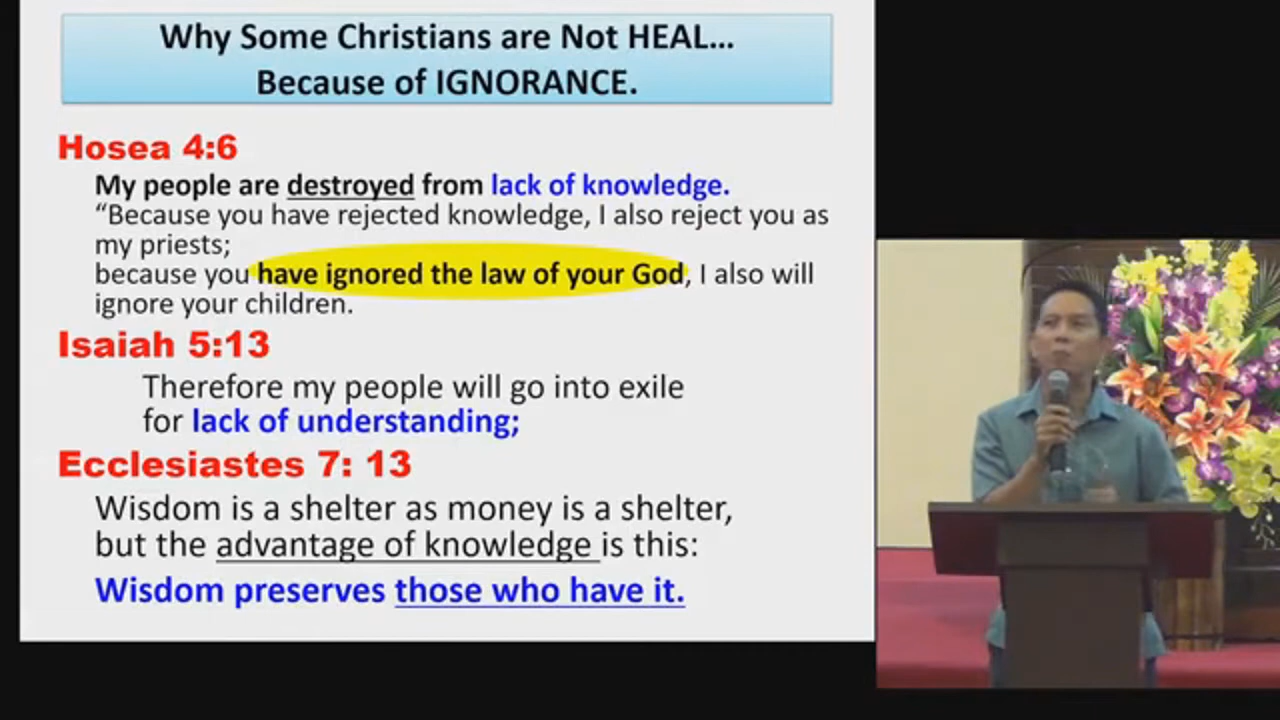 Why Some Christians are Not HEAL...
Because of IGNORANCE.
Hosea 4:6
My people are destroyed from lack of knowledge.
“Because you have rejected knowledge, I also reject you as
my priests;
because you have ignored the law of your God, I also will
ignore your children.
Isaiah 5:13
Therefore my people will go into exile
for lack of understanding;
Ecclesiastes 7: 13
Wisdom is a shelter as money is a shelter,
but the advantage of knowledge is this:
Wisdom preserves those who have it.